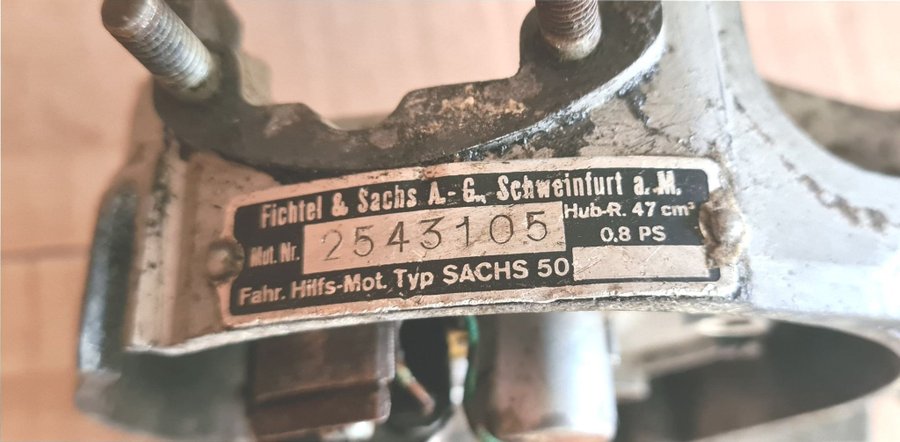 Fichtel & Sachs A.-G., Schweinfurt a. M.
Mot. Nr. 2543105 Hub-R. 47 cm³
0.8 PS
Fahr. Hilfs-Mot. Typ SACHS 50